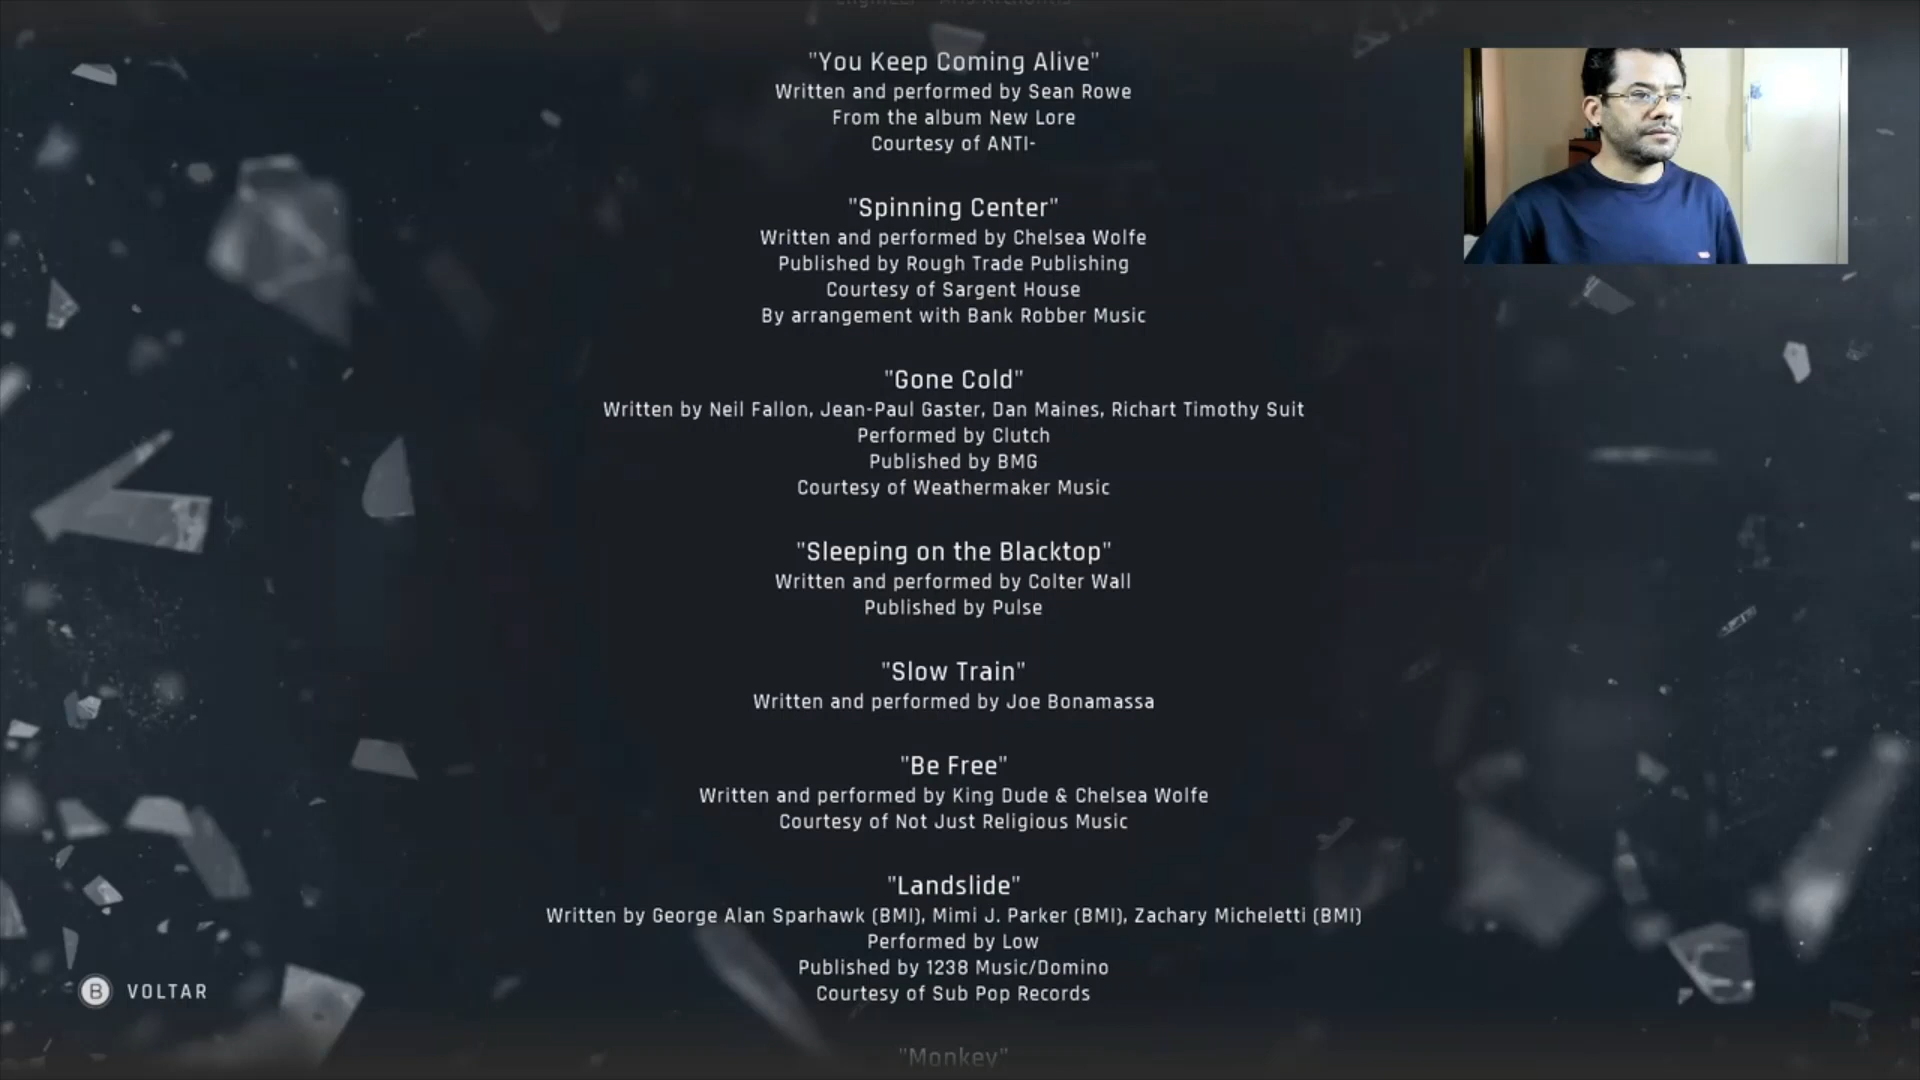 "You Keep Coming Alive"
Written and performed by Sean Rowe
From the album New Lore
Courtesy of ANTI-
"Spinning Center"
Written and performed by Chelsea Wolfe
Published by Rough Trade Publishing
Courtesy of Sargent House
By arrangement with Bank Robber Music
"Gone Cold"
Written by Neil Fallon, Jean-Paul Gaster, Dan Maines, Richart Timothy Suit
Performed by Clutch
Published by BMG
Courtesy of Weathermaker Music
"Sleeping on the Blacktop"
Written and performed by Colter Wall
Published by Pulse
"Slow Train"
Written and performed by Joe Bonamassa
"Be Free"
Written and performed by King Dude & Chelsea Wolfe
Courtesy of Not Just Religious Music
"Landslide"
Written by George Alan Sparhawk (BMI), Mimi J. Parker (BMI), Zachary Micheletti (BMI)
Performed by Low
Published by 1238 Music/Domino
Courtesy of Sub Pop Records
B VOLTAR
"Monkey"